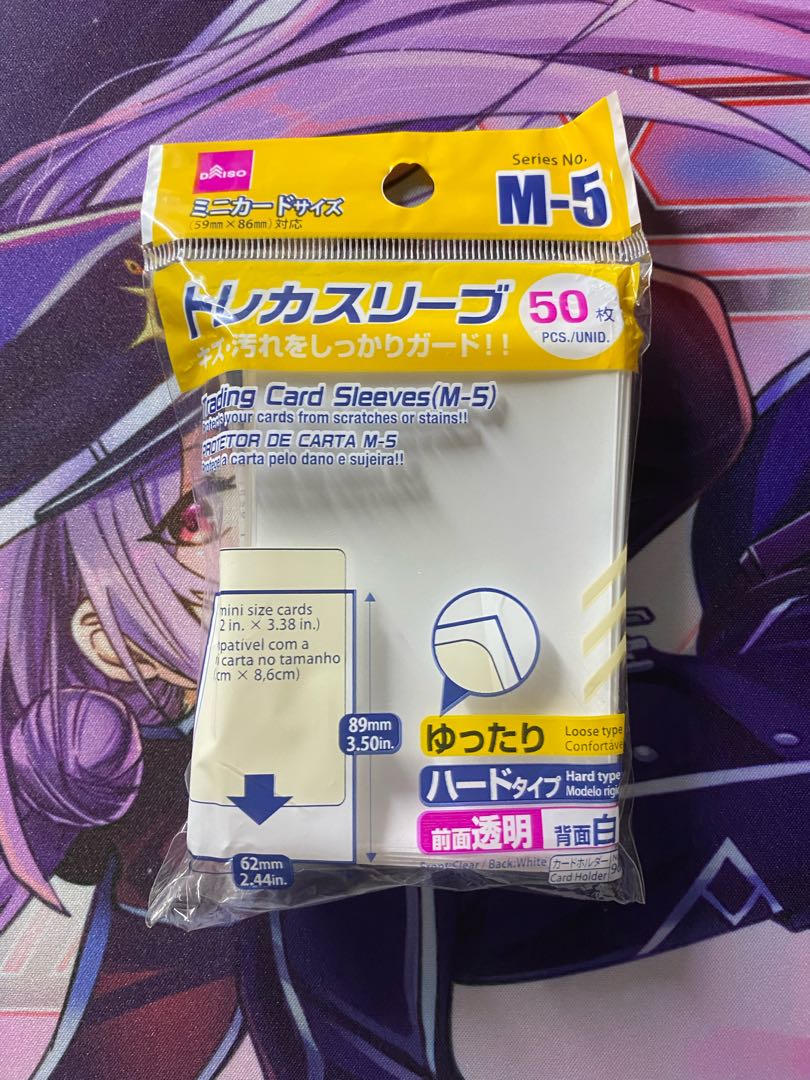 DAISO
Series No.
M-5
ミニカードサイズ
(59mm×86mm)対応
トレカスリーブ
50枚
PCS./UNID.
キズ・汚れをしっかりガード!!
Trading Card Sleeves(M-5)
your cards from scratches or stains!!
PROTETOR DE CARTA M-5
a carta pelo dano e sujeira!!
mini size cards
2 in. × 3.38 in.)
com a
carta no tamanho
cm × 8,6cm)
89mm
3.50in.
ゆったり
Loose type
ハードタイプ
Hard type
Modelo
前面透明
背面白
Front:Clear / Back:White
カードホルダー
Card Holder
62mm
2.44in.